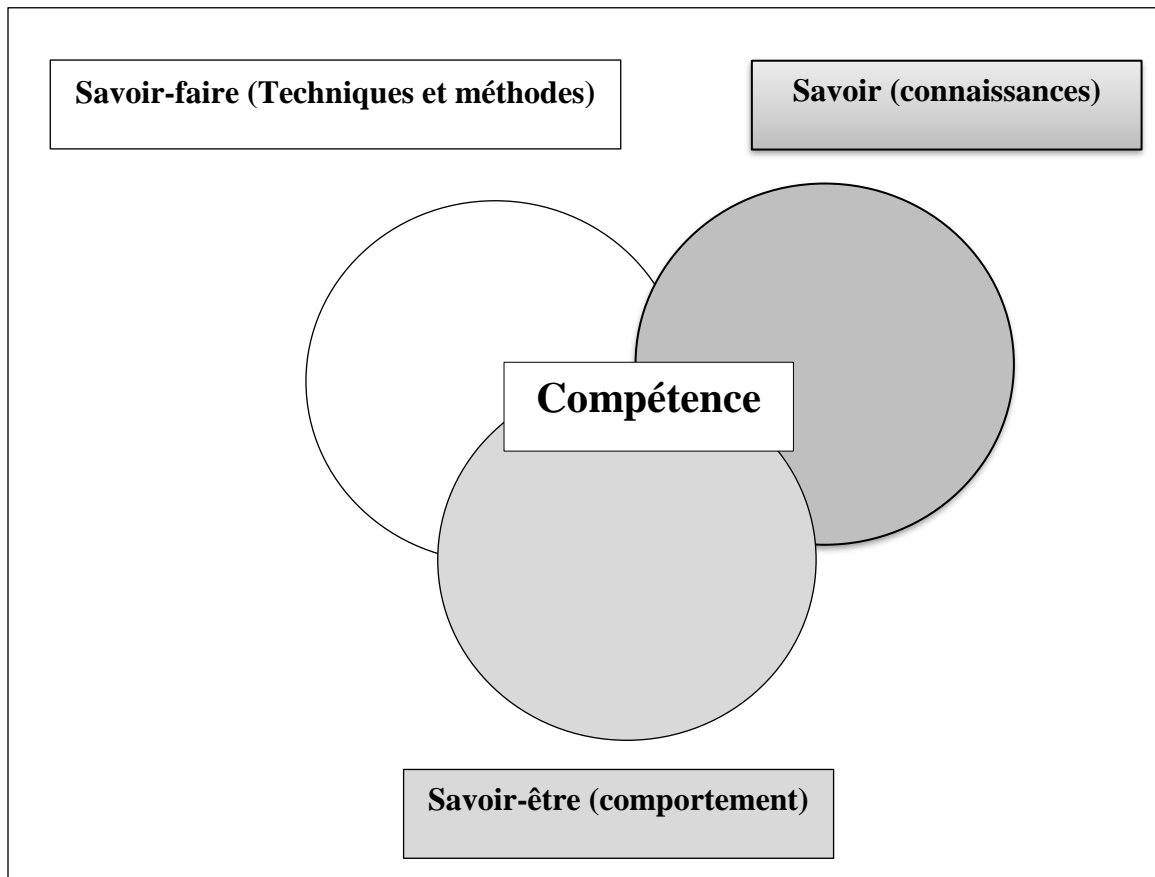 Savoir-faire (Techniques et méthodes)
Savoir (connaissances)
Compétence
Savoir-être (comportement)